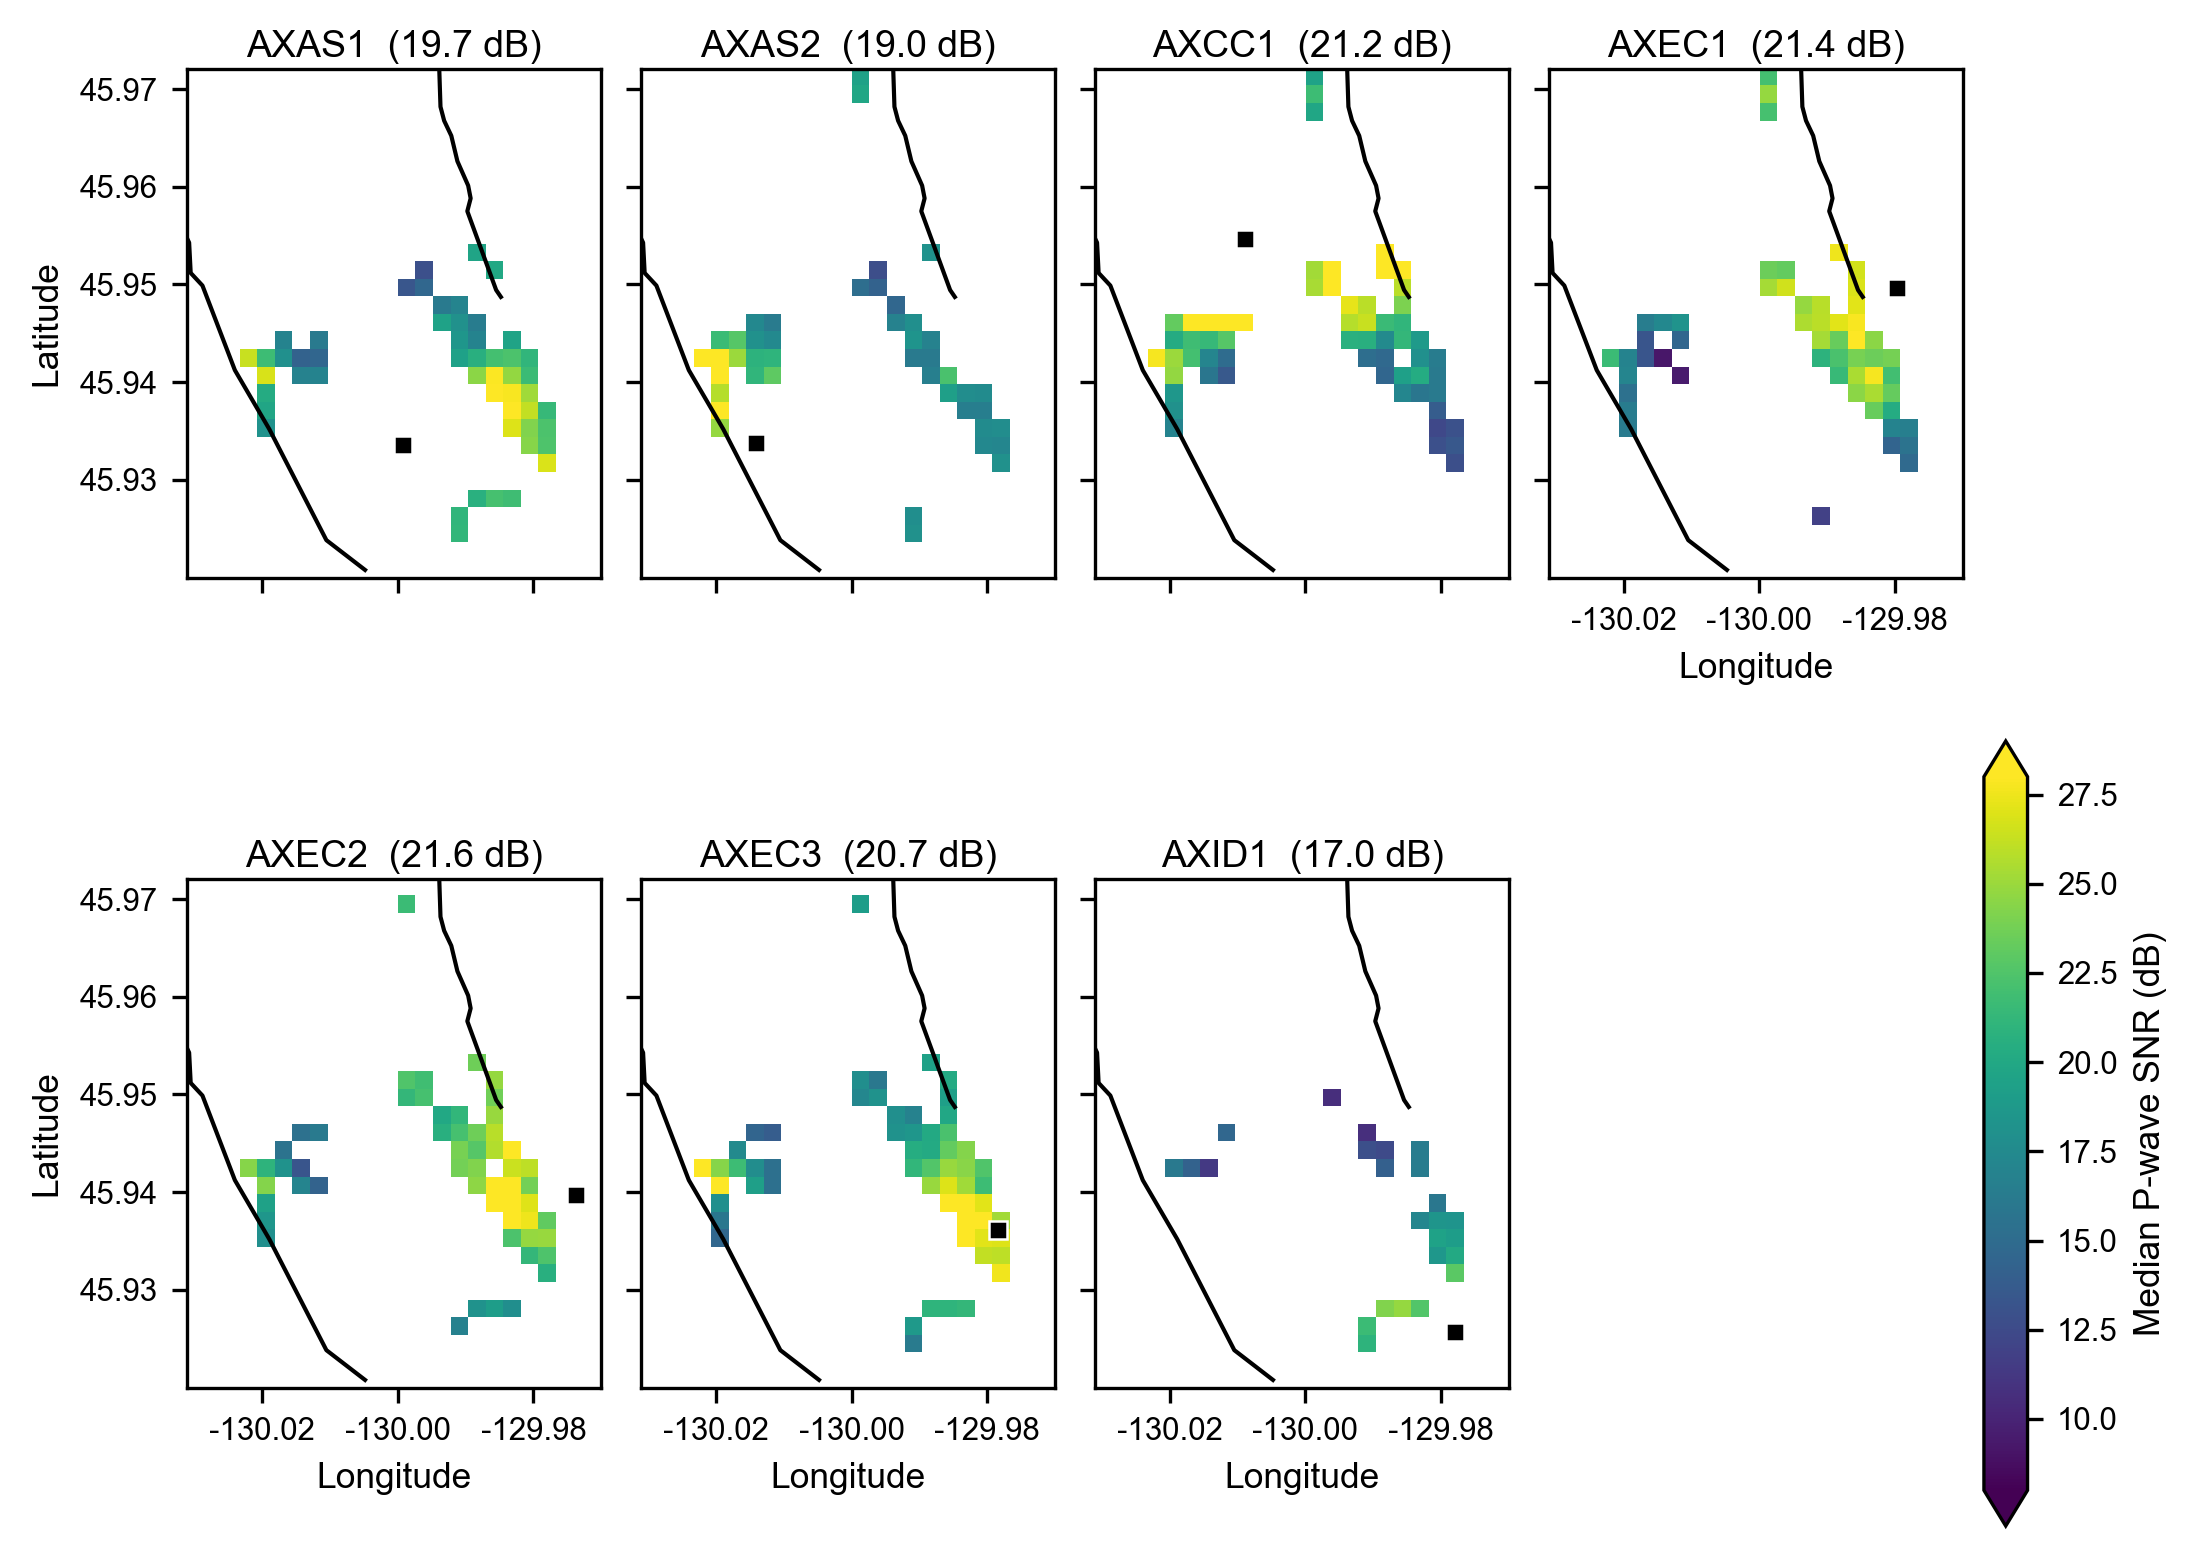 AXAS1 (19.7 dB)
AXAS2 (19.0 dB)
AXCC1 (21.2 dB)
AXEC1 (21.4 dB)
45.97
45.96
45.95
45.94
45.93
Latitude
-130.02 -130.00 -129.98
Longitude
AXEC2 (21.6 dB)
AXEC3 (20.7 dB)
AXID1 (17.0 dB)
45.97
45.96
45.95
45.94
45.93
Latitude
-130.02 -130.00 -129.98
Longitude
-130.02 -130.00 -129.98
Longitude
-130.02 -130.00 -129.98
Longitude
27.5
25.0
22.5
20.0
17.5
15.0
12.5
10.0
Median P-wave SNR (dB)